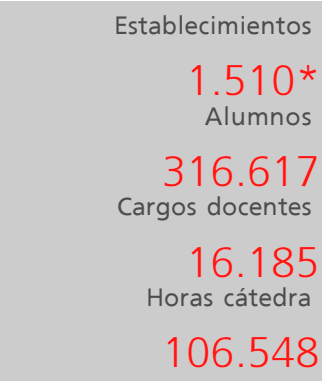 Establecimientos
1.510*
Alumnos
316.617
Cargos docentes
16.185
Horas cátedra
106.548